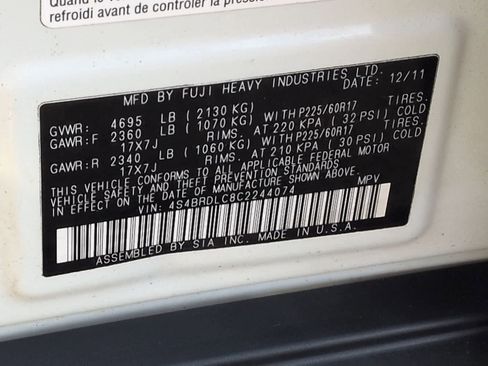 Quand le
refroidi avant de contrôler la pression
MFD BY FUJI HEAVY INDUSTRIES LTD.
DATE: 12/11
GVWR: 4695 LB (2130 KG)
GAWR:F 2360 LB (1070 KG) WITH P225/60R17 TIRES.
17X7J RIMS. AT 220 KPA (32 PSI) COLD
GAWR:R 2340 LB (1060 KG) WITH P225/60R17 TIRES.
17X7J RIMS. AT 210 KPA (30 PSI) COLD
THIS VEHICLE CONFORMS TO ALL APPLICABLE FEDERAL MOTOR
VEHICLE SAFETY AND THEFT PREVENTION STANDARDS
IN EFFECT ON THE DATE OF MANUFACTURE SHOWN ABOVE.
VIN: 4S4BRDLC8C2244074 MPV
ASSEMBLED BY SIA INC. MADE IN U.S.A.